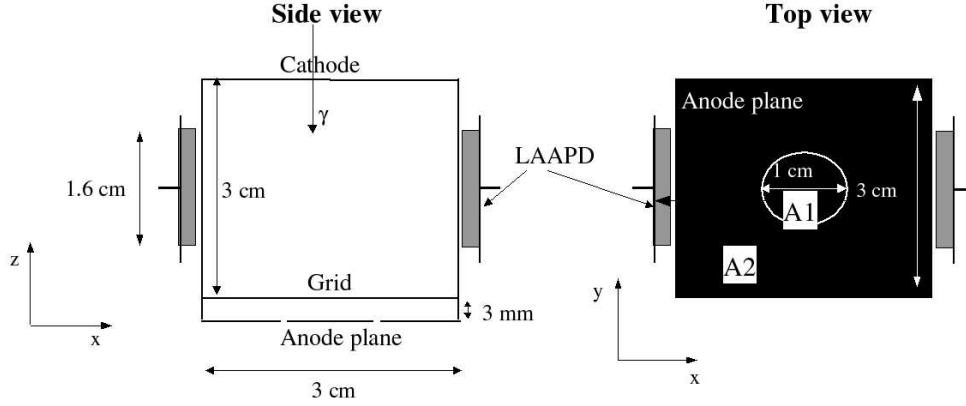 Side view
Cathode
γ
1.6 cm
3 cm
LAAPD
z
x
Grid
3 mm
Anode plane
3 cm
Top view
Anode plane
1 cm
3 cm
A1
A2
y
x